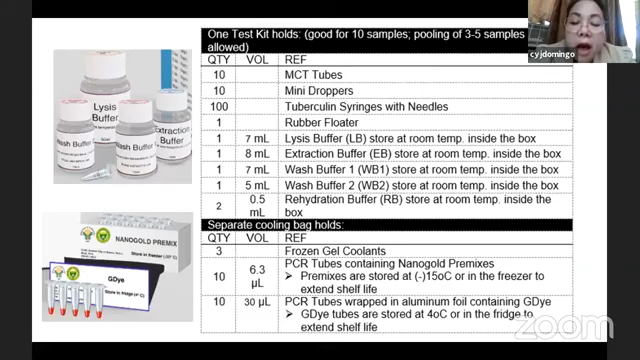 One Test Kit holds: (good for 10 samples; pooling of 3-5 samples
allowed)
QTY VOL REF
10 MCT Tubes
10 Mini Droppers
100 Tuberculin Syringes with Needles
1 Rubber Floater
1 7 mL Lysis Buffer (LB) store at room temp. inside the box
1 8 mL Extraction Buffer (EB) store at room temp. inside the box
1 7 mL Wash Buffer 1 (WB1) store at room temp. inside the box
1 5 mL Wash Buffer 2 (WB2) store at room temp. inside the box
2 0.5 mL Rehydration Buffer (RB) store at room temp. inside the
box
Separate cooling bag holds:
QTY VOL REF
3 Frozen Gel Coolants
10 6.3 µL PCR Tubes containing Nanogold Premixes
➢ Premixes are stored at (-)15oC or in the freezer to
extend shelf life
10 30 µL PCR Tubes wrapped in aluminum foil containing GDye
➢ GDye tubes are stored at 4oC or in the fridge to
extend shelf life
Lysis
Buffer
Wash Buffer
Wash Buffer
Extraction
Buffer
NANOGOLD PREMIX
Store in freezer
GDye
Store in fridge
cyjdomingo
zoom